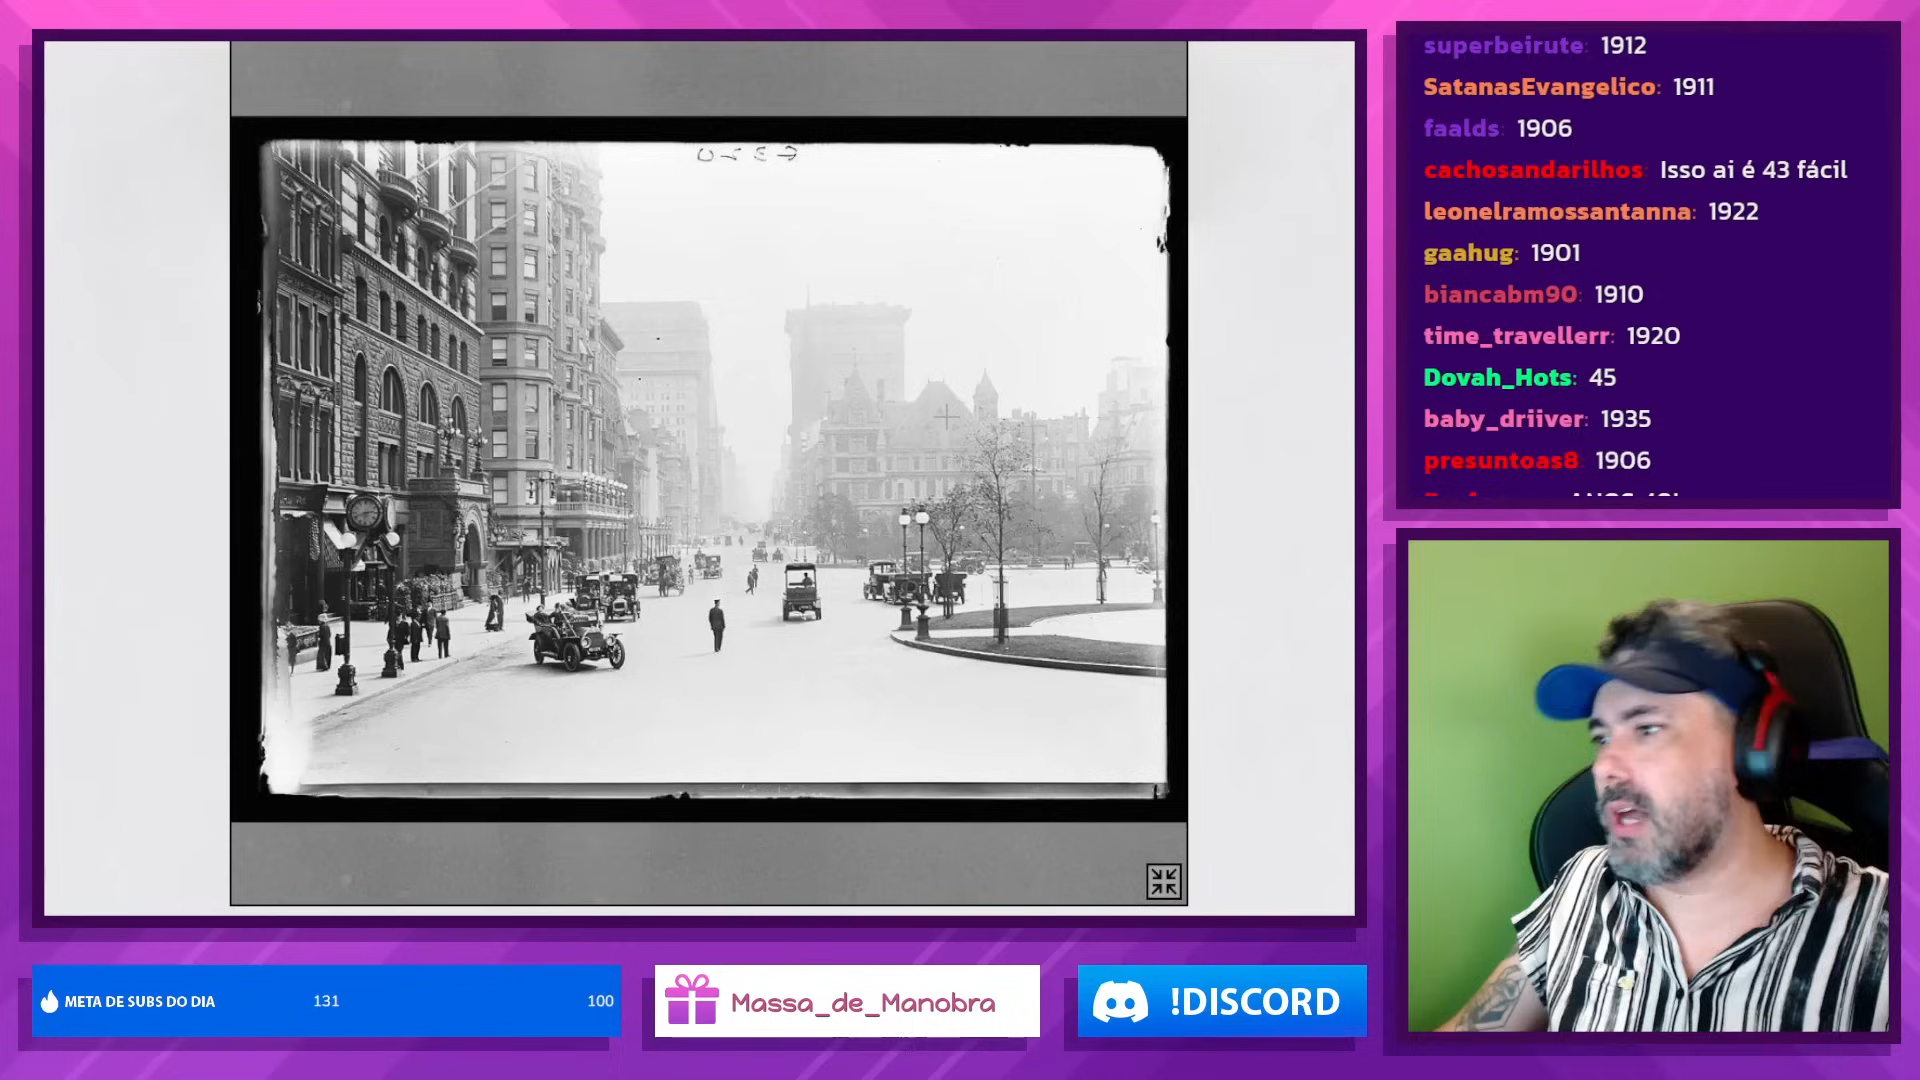 superbeirute: 1912
SatanasEvangelico: 1911
faalds: 1906
cachosandarilhos: Isso ai é 43 fácil
leonelramossantanna: 1922
gaahug: 1901
biancabm90: 1910
time_travellerr: 1920
Dovah_Hots: 45
baby_driiver: 1935
presuntoas8: 1906
META DE SUBS DO DIA 131 100
Massa_de_Manobra
!DISCORD